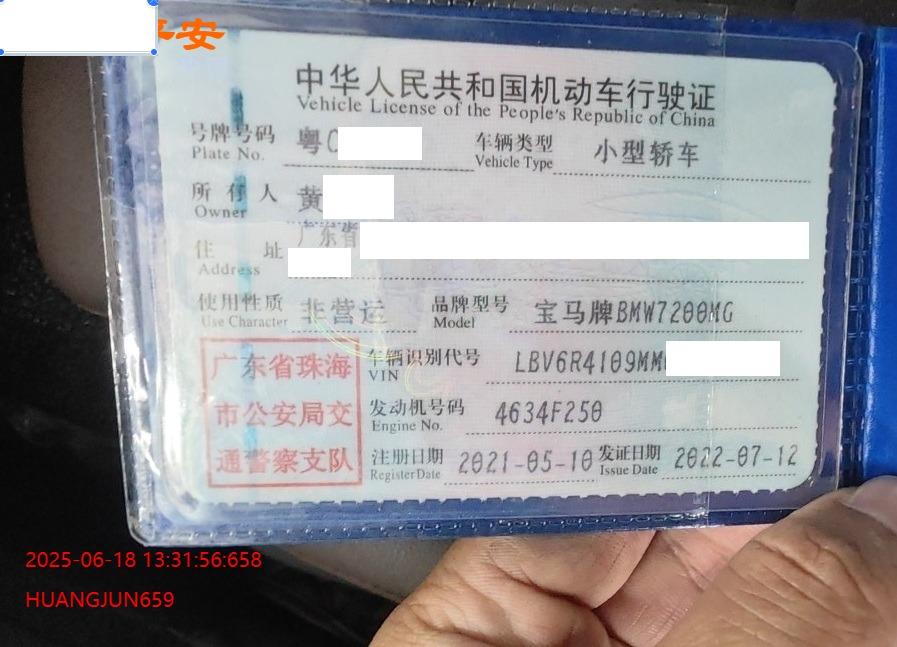 平安
中华人民共和国机动车行驶证
Vehicle License of the People's Republic of China
号牌号码 粤C 车辆类型 小型轿车
Plate No. Vehicle Type
所有人 黄
Owner
住址 广东省
Address
使用性质 非营运 品牌型号 宝马牌BMW7200MG
Use Character Model
广东省珠海
市公安局交
通警察支队
车辆识别代号 LBV6R4109MM
VIN
发动机号码 4634F250
Engine No.
注册日期 2021-05-10 发证日期 2022-07-12
Register Date Issue Date
2025-06-18 13:31:56:658
HUANGJUN659